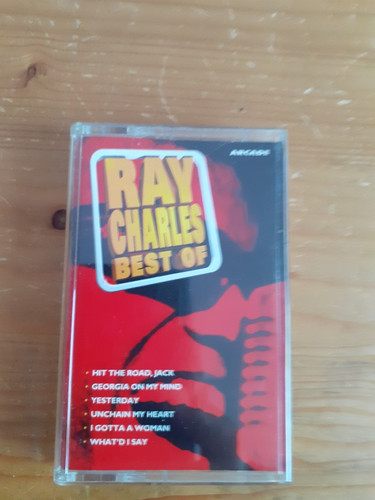 ARCADE
RAY
CHARLES
BEST OF
• HIT THE ROAD, JACK
• GEORGIA ON MY MIND
• YESTERDAY
• UNCHAIN MY HEART
• I GOTTA A WOMAN
• WHAT'D I SAY